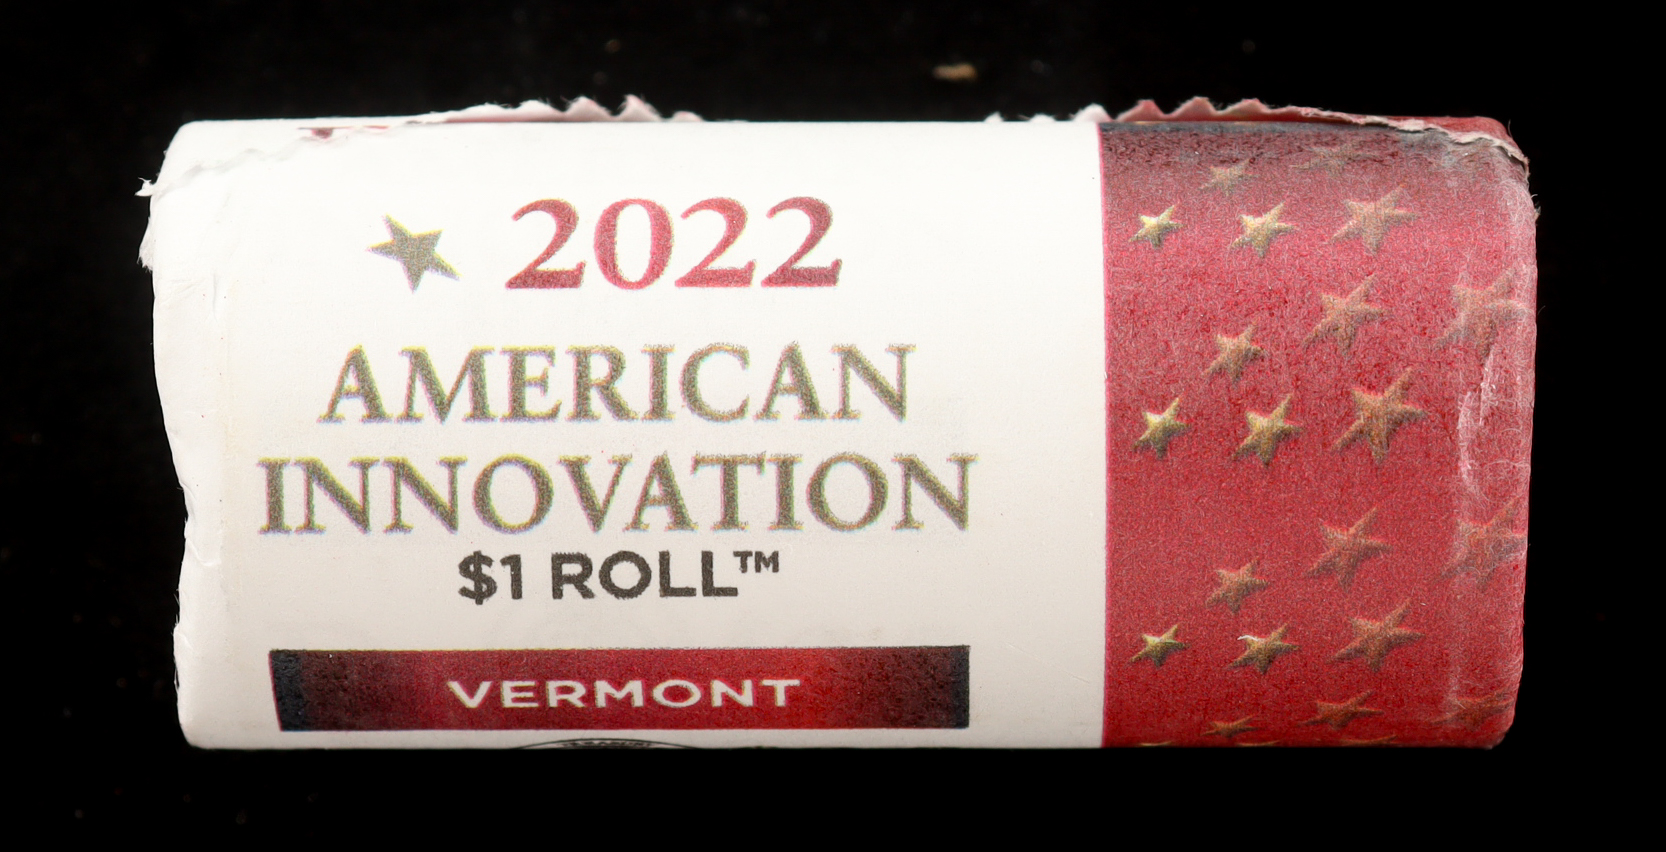 2022
AMERICAN
INNOVATION
$1 ROLL™
VERMONT